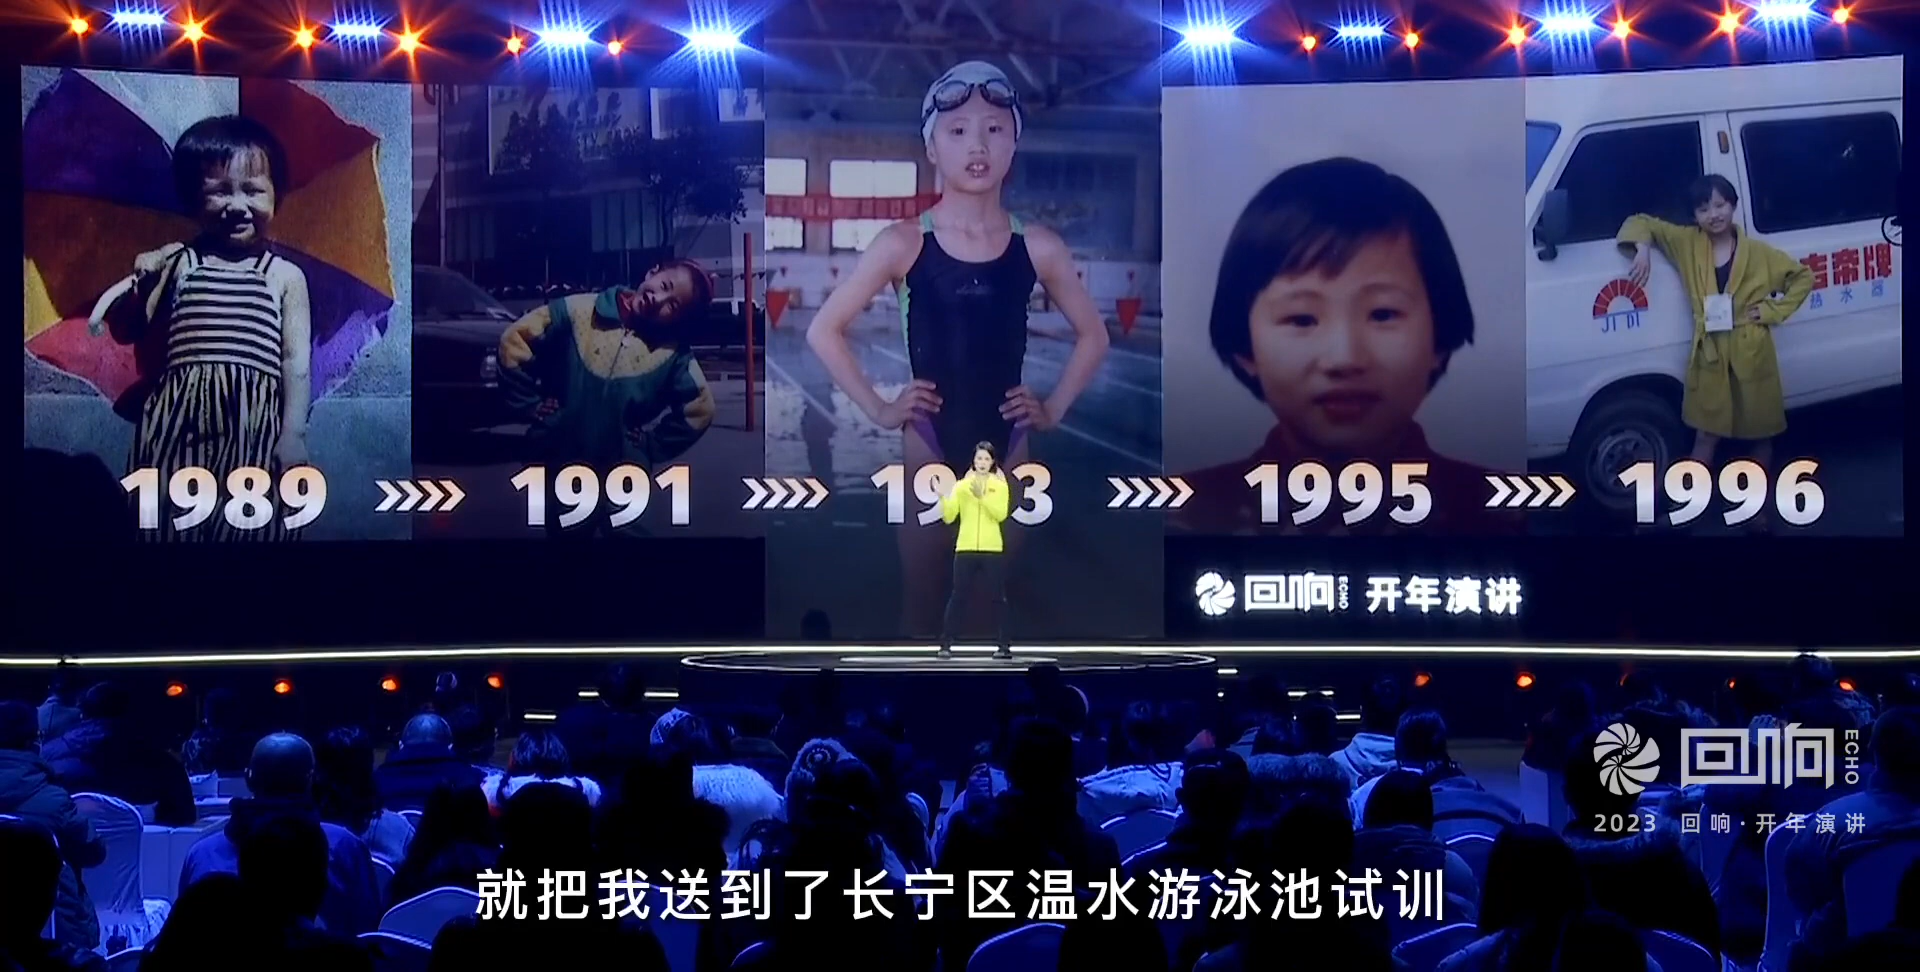 1989 »» 1991 »» 19 3 »» 1995 »» 1996
吉帝牌
热水器
JI DI
回响 ECHO 开年演讲
回响 ECHO
2023 回响·开年演讲
就把我送到了长宁区温水游泳池试训